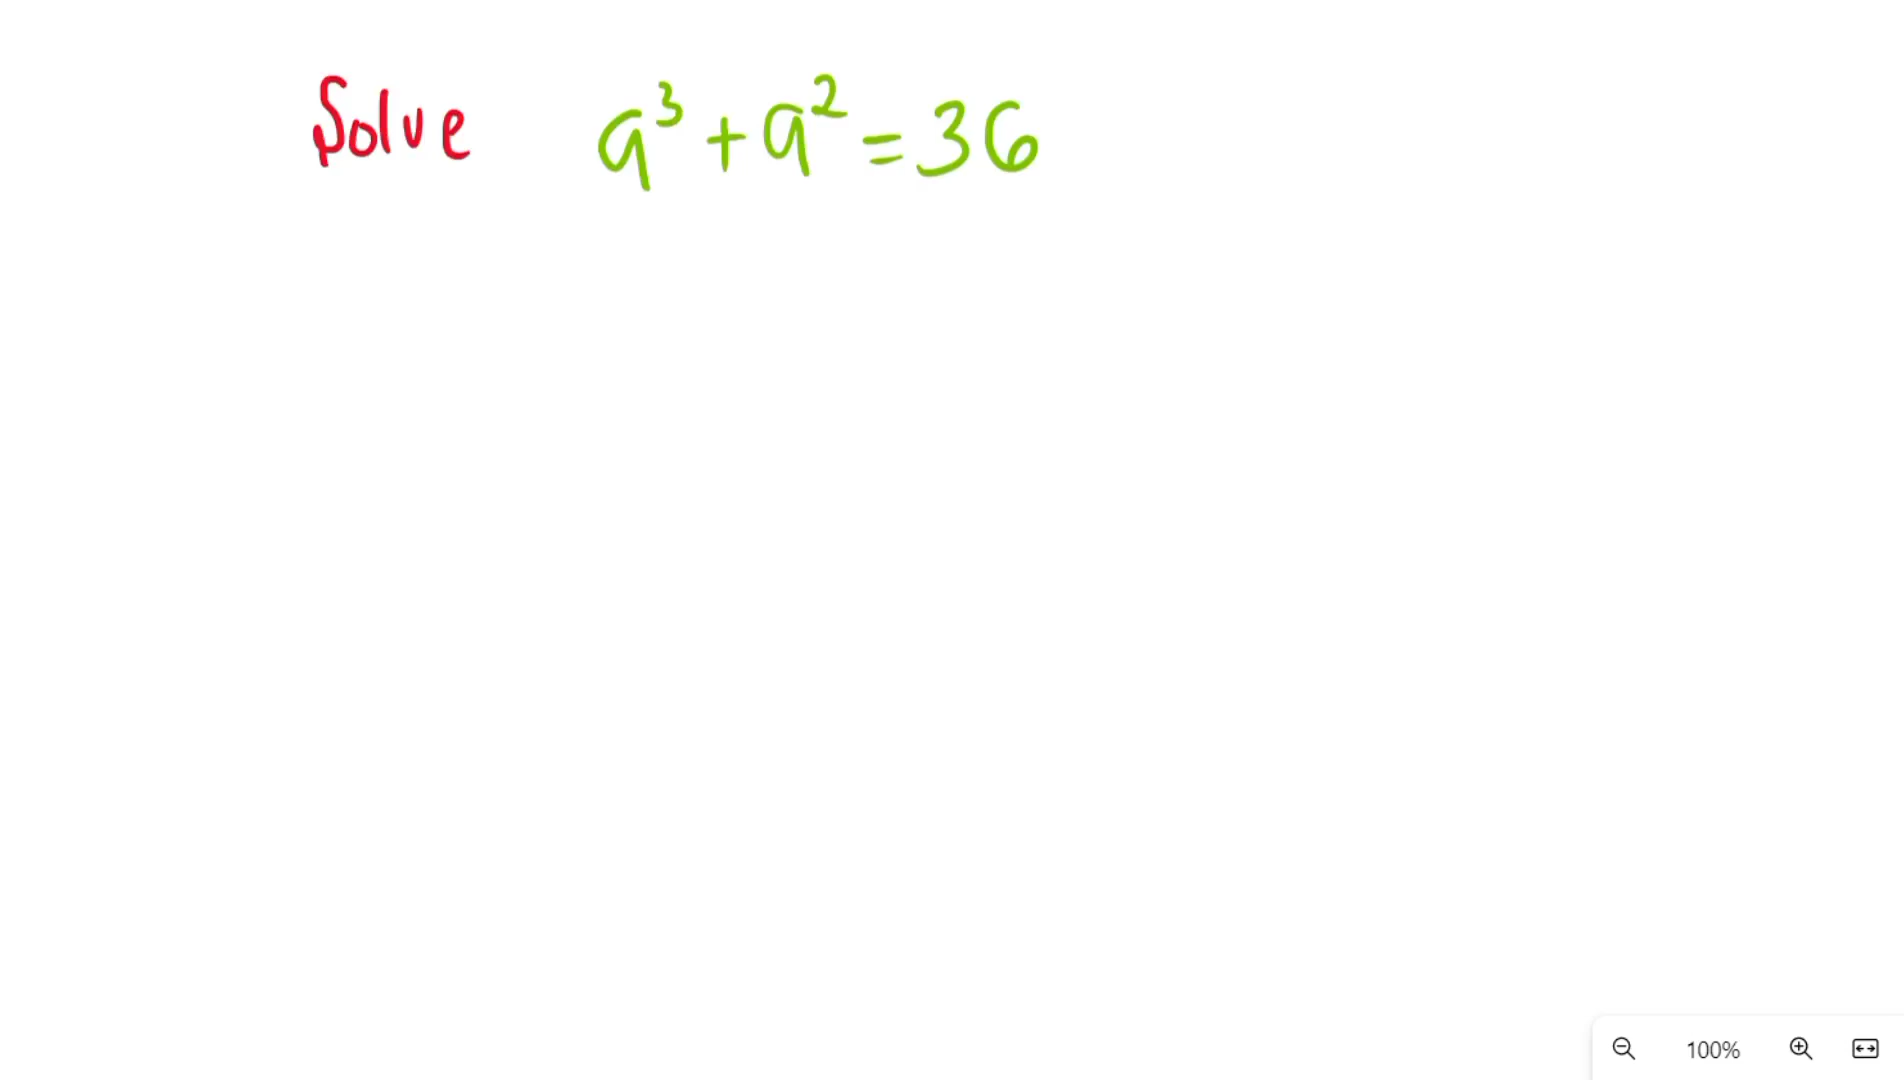 Solve a³ + a² = 36
100%